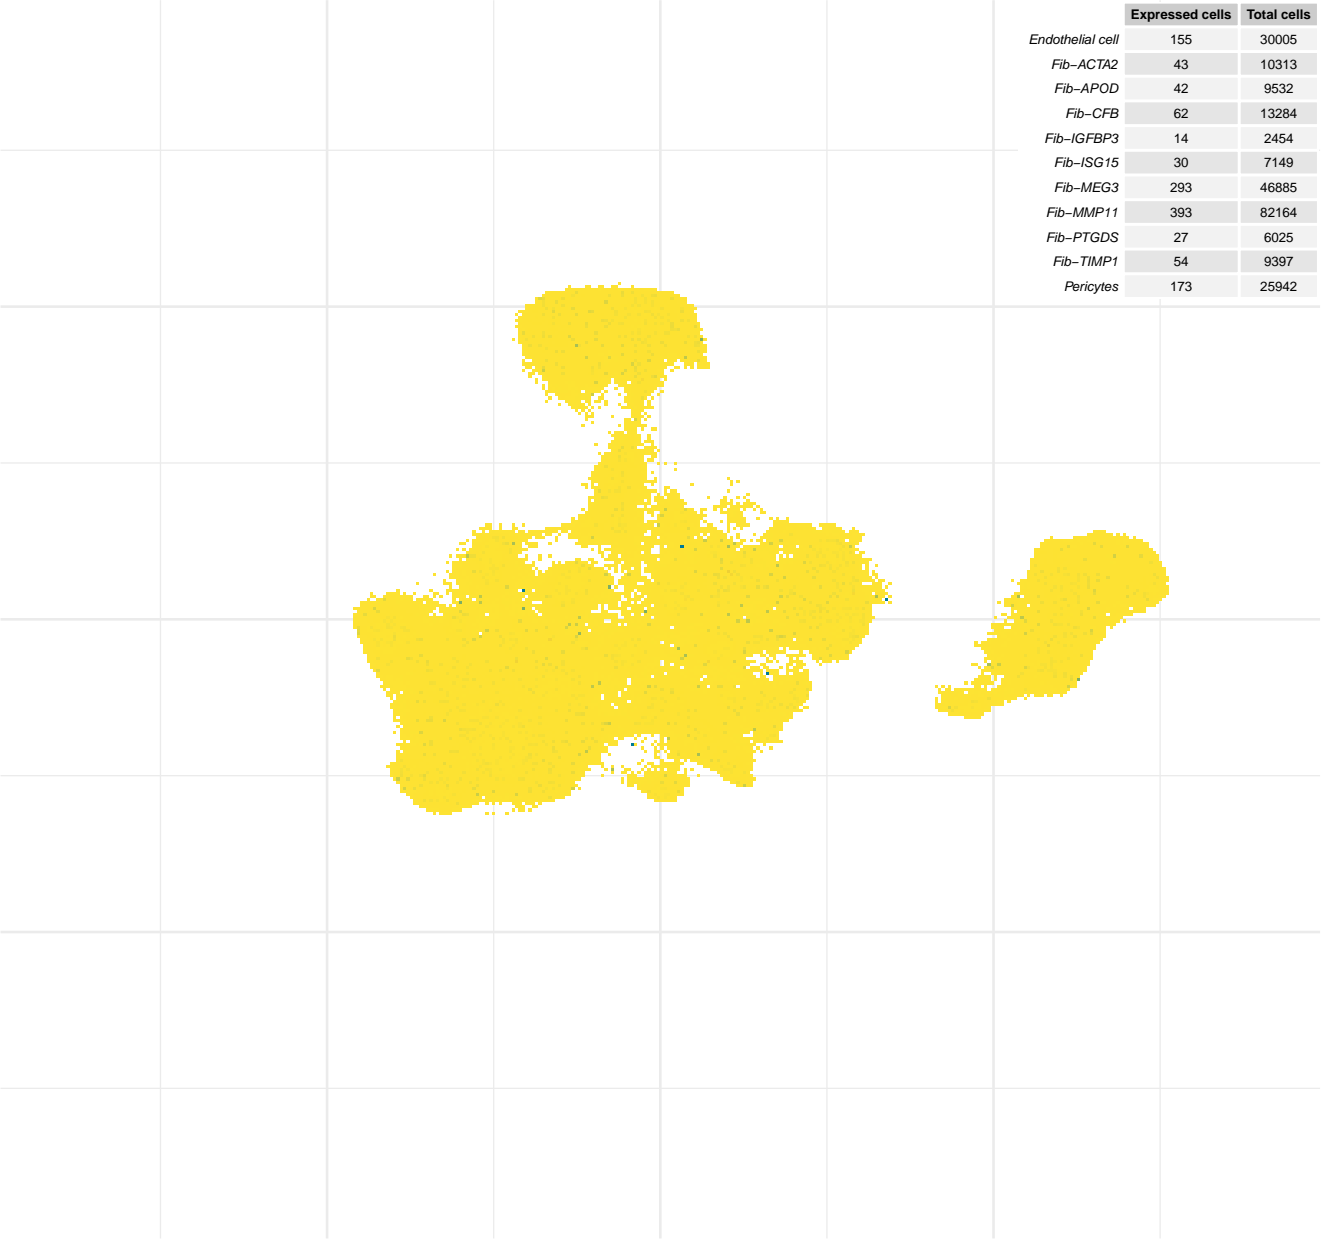 Expressed cells Total cells
Endothelial cell 155 30005
Fib−ACTA2 43 10313
Fib−APOD 42 9532
Fib−CFB 62 13284
Fib−IGFBP3 14 2454
Fib−ISG15 30 7149
Fib−MEG3 293 46885
Fib−MMP11 393 82164
Fib−PTGDS 27 6025
Fib−TIMP1 54 9397
Pericytes 173 25942